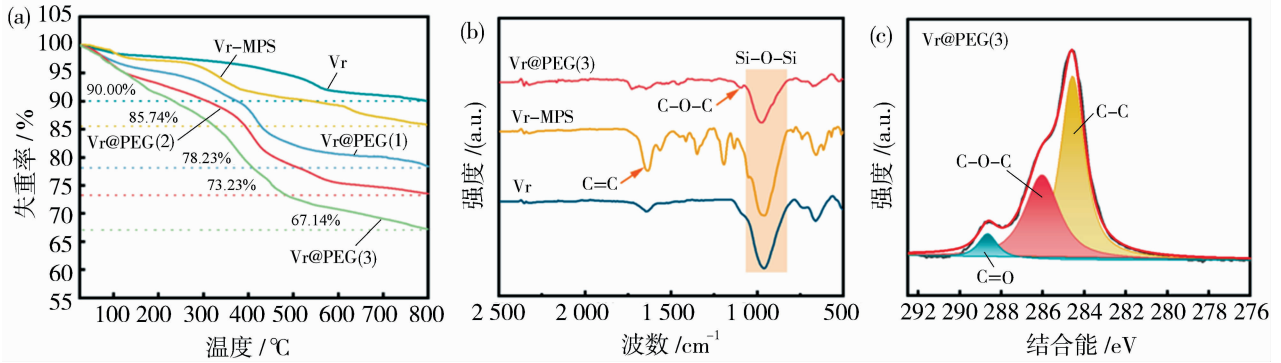 (a)
105
100
95
90
85
80
75
70
65
60
55
失重率/%
Vr-MPS
Vr
90.00%
85.74%
Vr@PEG(2)
Vr@PEG(1)
78.23%
73.23%
67.14%
Vr@PEG(3)
100 200 300 400 500 600 700 800
温度/℃
(b)
强度/(a.u.)
Si-O-Si
Vr@PEG(3)
C-O-C
Vr-MPS
C=C
Vr
2 500 2 000 1 500 1 000 500
波数/cm⁻¹
(c)
强度/(a.u.)
Vr@PEG(3)
C-C
C-O-C
C=O
292 290 288 286 284 282 280 278 276
结合能/eV